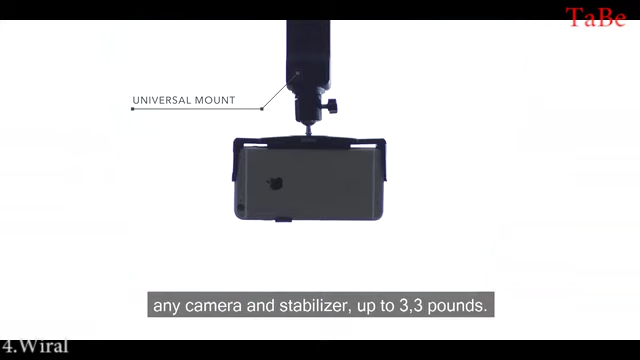 TaBe
UNIVERSAL MOUNT
any camera and stabilizer, up to 3,3 pounds.
4.Wiral